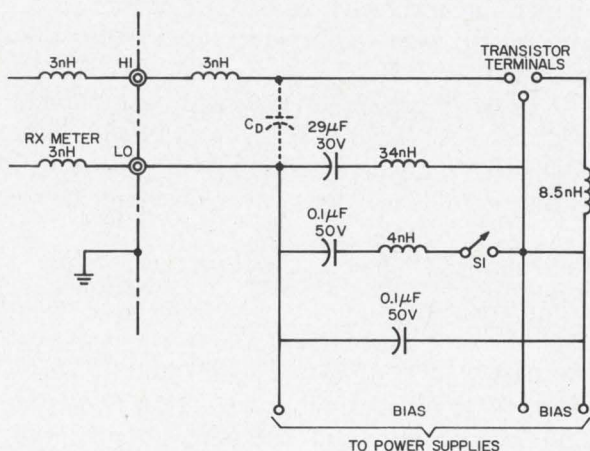 3nH
HI
3nH
TRANSISTOR
TERMINALS
C_D
29μF
30V
34nH
RX METER
3nH
LO
8.5nH
0.1μF
50V
4nH
S1
0.1μF
50V
BIAS
BIAS
TO POWER SUPPLIES